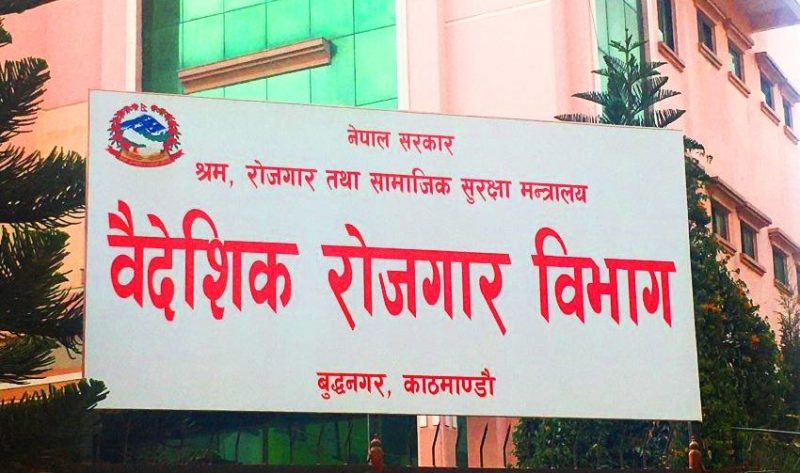 नेपाल सरकार
श्रम, रोजगार तथा सामाजिक सुरक्षा मन्त्रालय
वैदेशिक रोजगार विभाग
बुद्धनगर, काठमाण्डौ